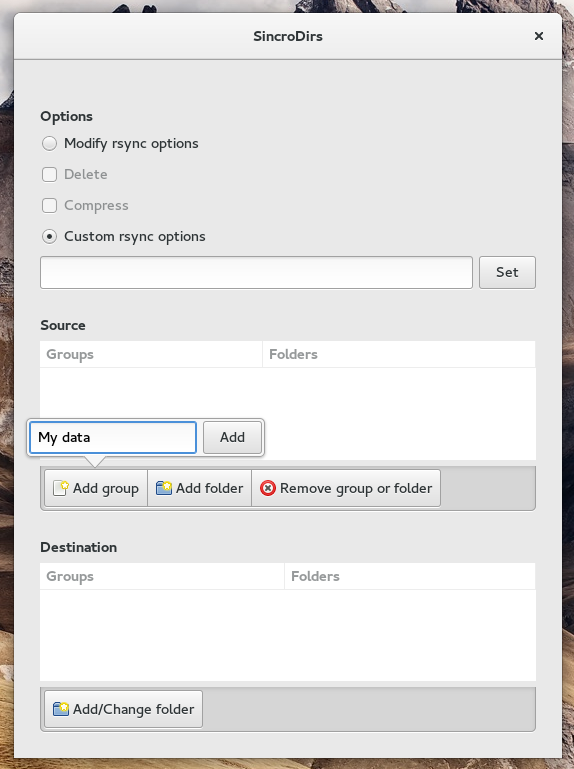 SincroDirs
Options
Modify rsync options
Delete
Compress
Custom rsync options
Set
Source
Groups Folders
My data Add
Add group Add folder Remove group or folder
Destination
Groups Folders
Add/Change folder